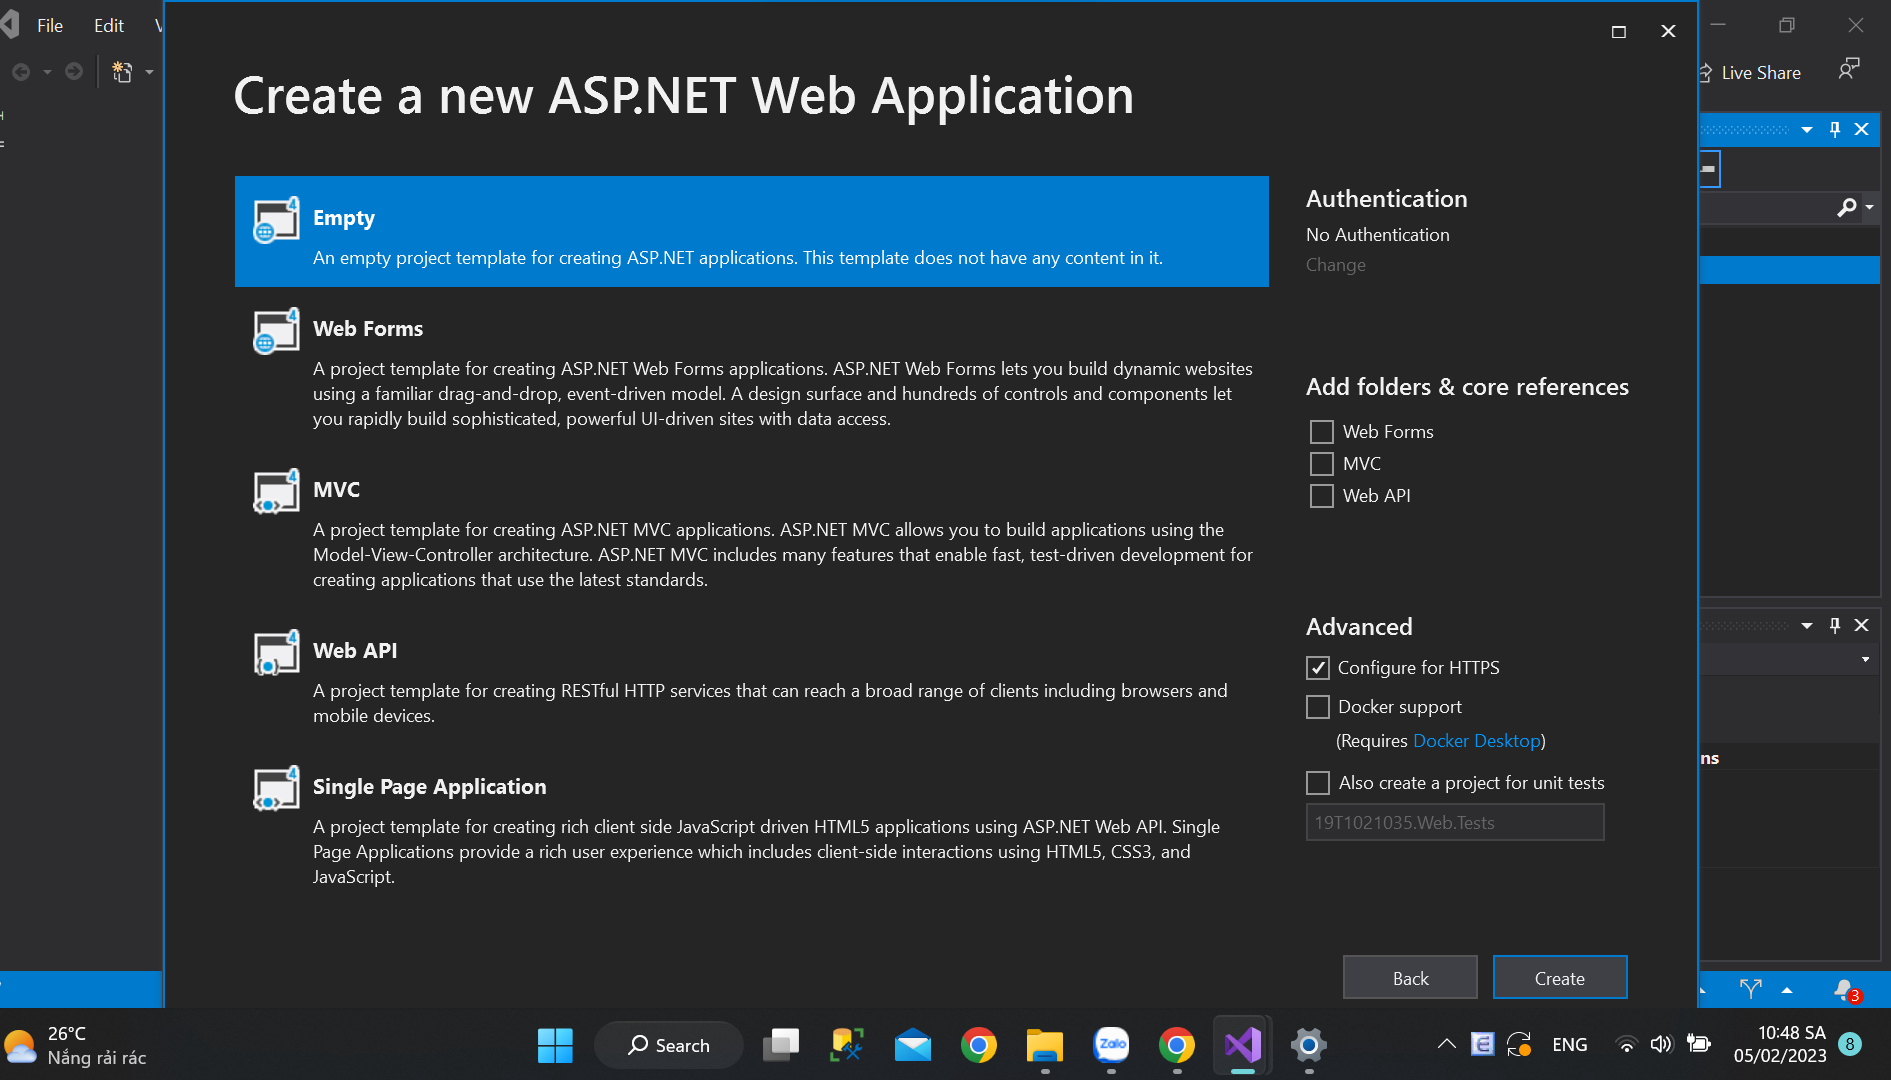 File Edit
Create a new ASP.NET Web Application
Live Share
Empty
An empty project template for creating ASP.NET applications. This template does not have any content in it.
Web Forms
A project template for creating ASP.NET Web Forms applications. ASP.NET Web Forms lets you build dynamic websites
using a familiar drag-and-drop, event-driven model. A design surface and hundreds of controls and components let
you rapidly build sophisticated, powerful UI-driven sites with data access.
MVC
A project template for creating ASP.NET MVC applications. ASP.NET MVC allows you to build applications using the
Model-View-Controller architecture. ASP.NET MVC includes many features that enable fast, test-driven development for
creating applications that use the latest standards.
Web API
A project template for creating RESTful HTTP services that can reach a broad range of clients including browsers and
mobile devices.
Single Page Application
A project template for creating rich client side JavaScript driven HTML5 applications using ASP.NET Web API. Single
Page Applications provide a rich user experience which includes client-side interactions using HTML5, CSS3, and
JavaScript.
Authentication
No Authentication
Change
Add folders & core references
Web Forms
MVC
Web API
Advanced
Configure for HTTPS
Docker support
(Requires Docker Desktop)
Also create a project for unit tests
19T1021035.Web.Tests
ns
Back Create
3
26°C
Nắng rải rác
Search
Zalo
ENG
10:48 SA
05/02/2023
8